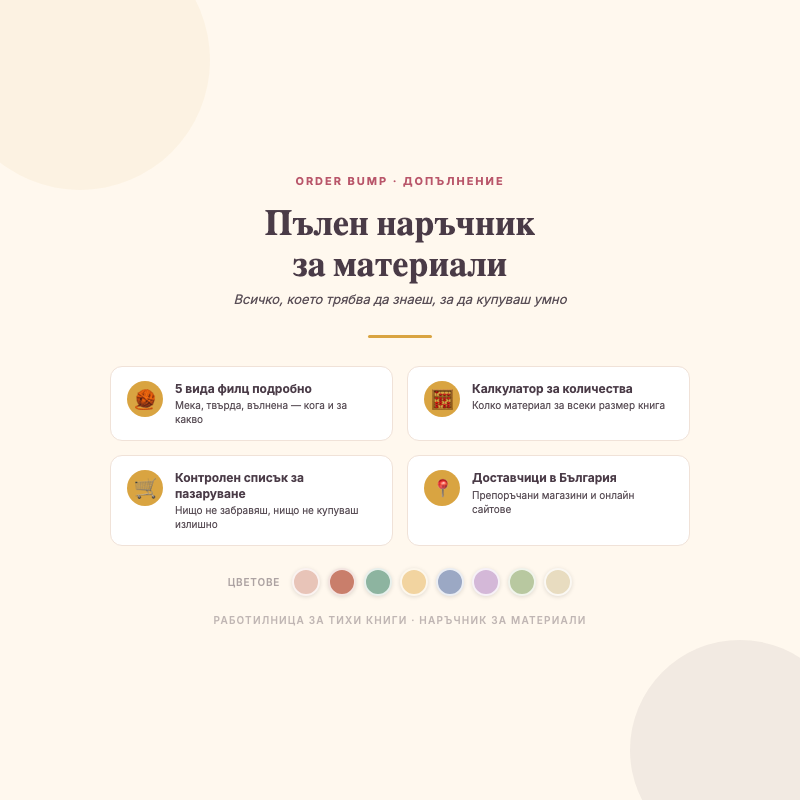 ORDER BUMP · ДОПЪЛНЕНИЕ
Пълен наръчник
за материали
Всичко, което трябва да знаеш, за да купуваш умно
5 вида филц подробно
Мека, твърда, вълнена — кога и за
какво
Калкулатор за количества
Колко материал за всеки размер книга
Контролен списък за
пазаруване
Нищо не забравяш, нищо не купуваш
излишно
Доставчици в България
Препоръчани магазини и онлайн
сайтове
ЦВЕТОВЕ
РАБОТИЛНИЦА ЗА ТИХИ КНИГИ · НАРЪЧНИК ЗА МАТЕРИАЛИ